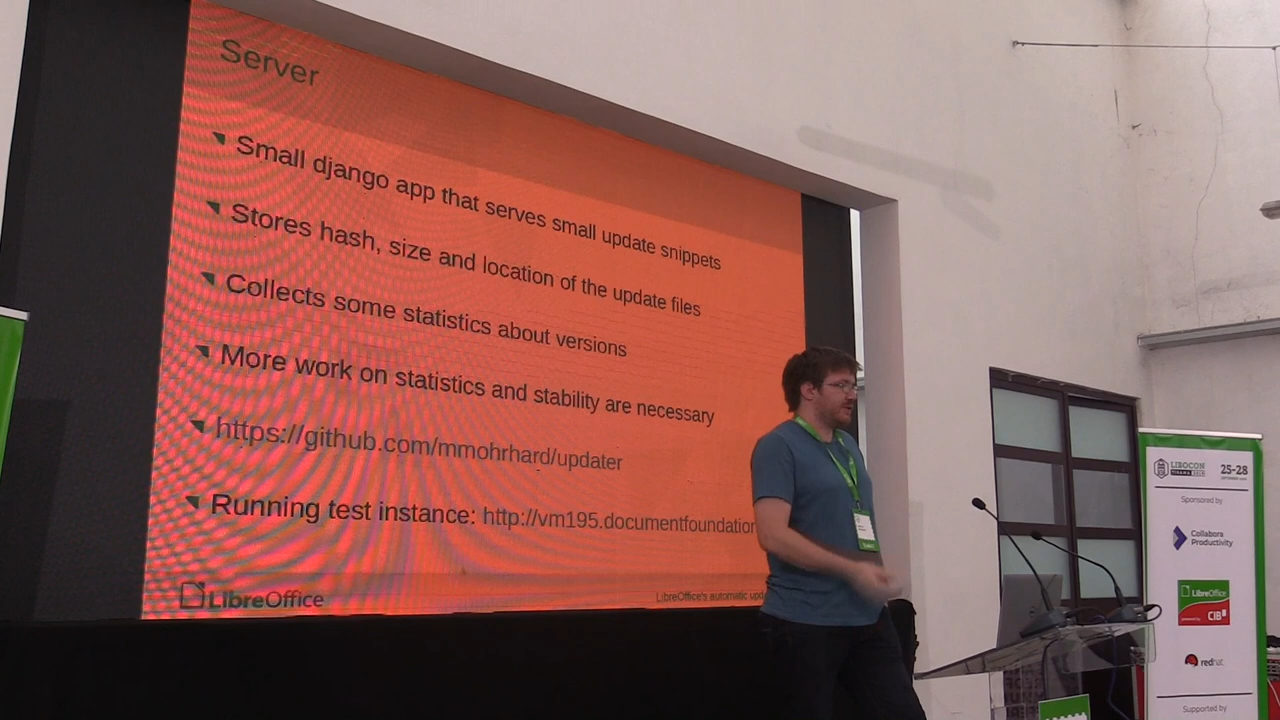 Server
Small django app that serves small update snippets
Stores hash, size and location of the update files
Collects some statistics about versions
More work on statistics and stability are necessary
https://github.com/mmohrhard/updater
Running test instance: http://vm195.documentfoundation
LibreOffice
LibreOffice's automatic upd
LIBOCON
25-28
Sponsored by
Collabora
Productivity
LibreOffice
CIB
redhat
Supported by